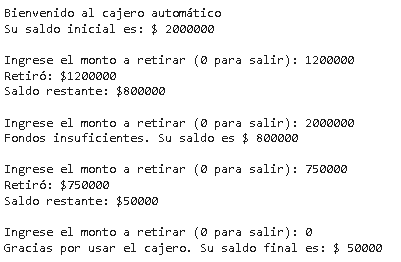 Bienvenido al cajero automático
Su saldo inicial es: $ 2000000
Ingrese el monto a retirar (0 para salir): 1200000
Retiró: $1200000
Saldo restante: $800000
Ingrese el monto a retirar (0 para salir): 2000000
Fondos insuficientes. Su saldo es $ 800000
Ingrese el monto a retirar (0 para salir): 750000
Retiró: $750000
Saldo restante: $50000
Ingrese el monto a retirar (0 para salir): 0
Gracias por usar el cajero. Su saldo final es: $ 50000